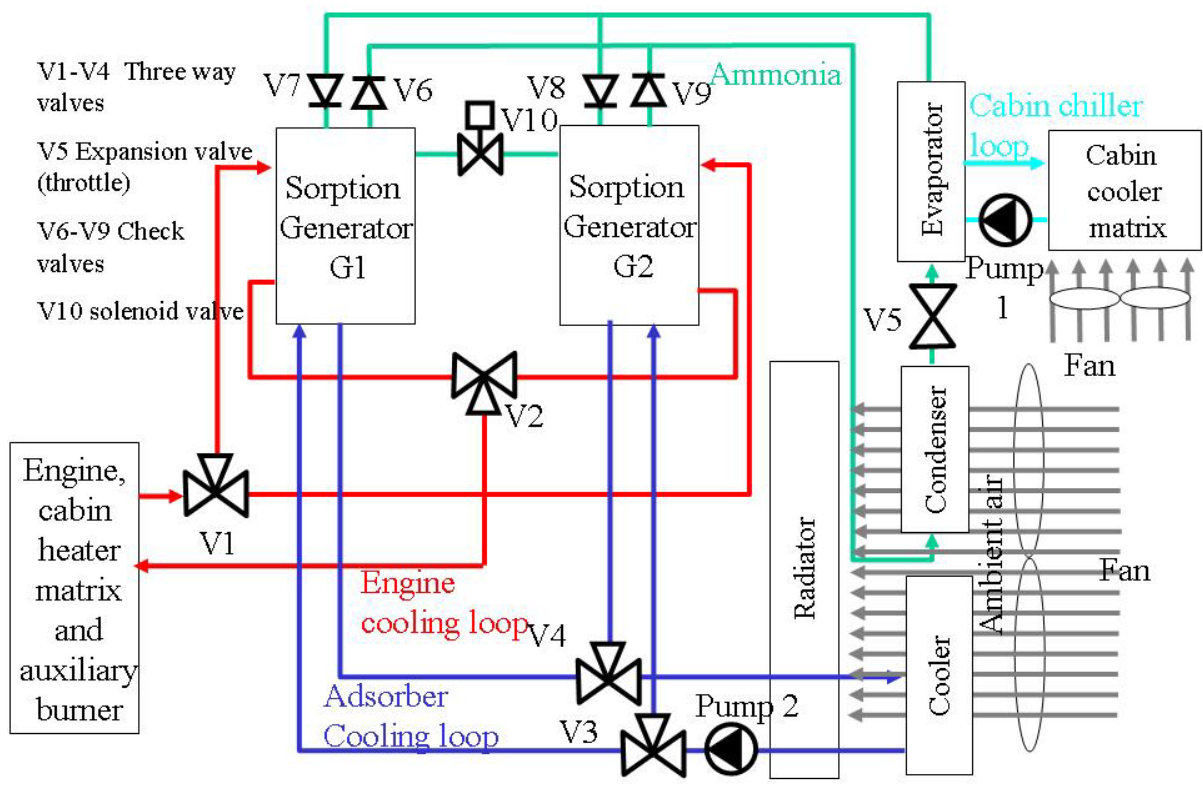 V1-V4 Three way
valves
V5 Expansion valve
(throttle)
V6-V9 Check
valves
V10 solenoid valve
V7
V6
V8
V9
V10
Ammonia
Sorption
Generator
G1
Sorption
Generator
G2
Evaporator
Cabin chiller
loop
Cabin
cooler
matrix
Pump
1
Fan
V5
Condenser
Ambient air
Fan
Radiator
Cooler
V2
V1
Engine,
cabin
heater
matrix
and
auxiliary
burner
Engine
cooling loop
V4
Adsorber
Cooling loop
V3
Pump 2